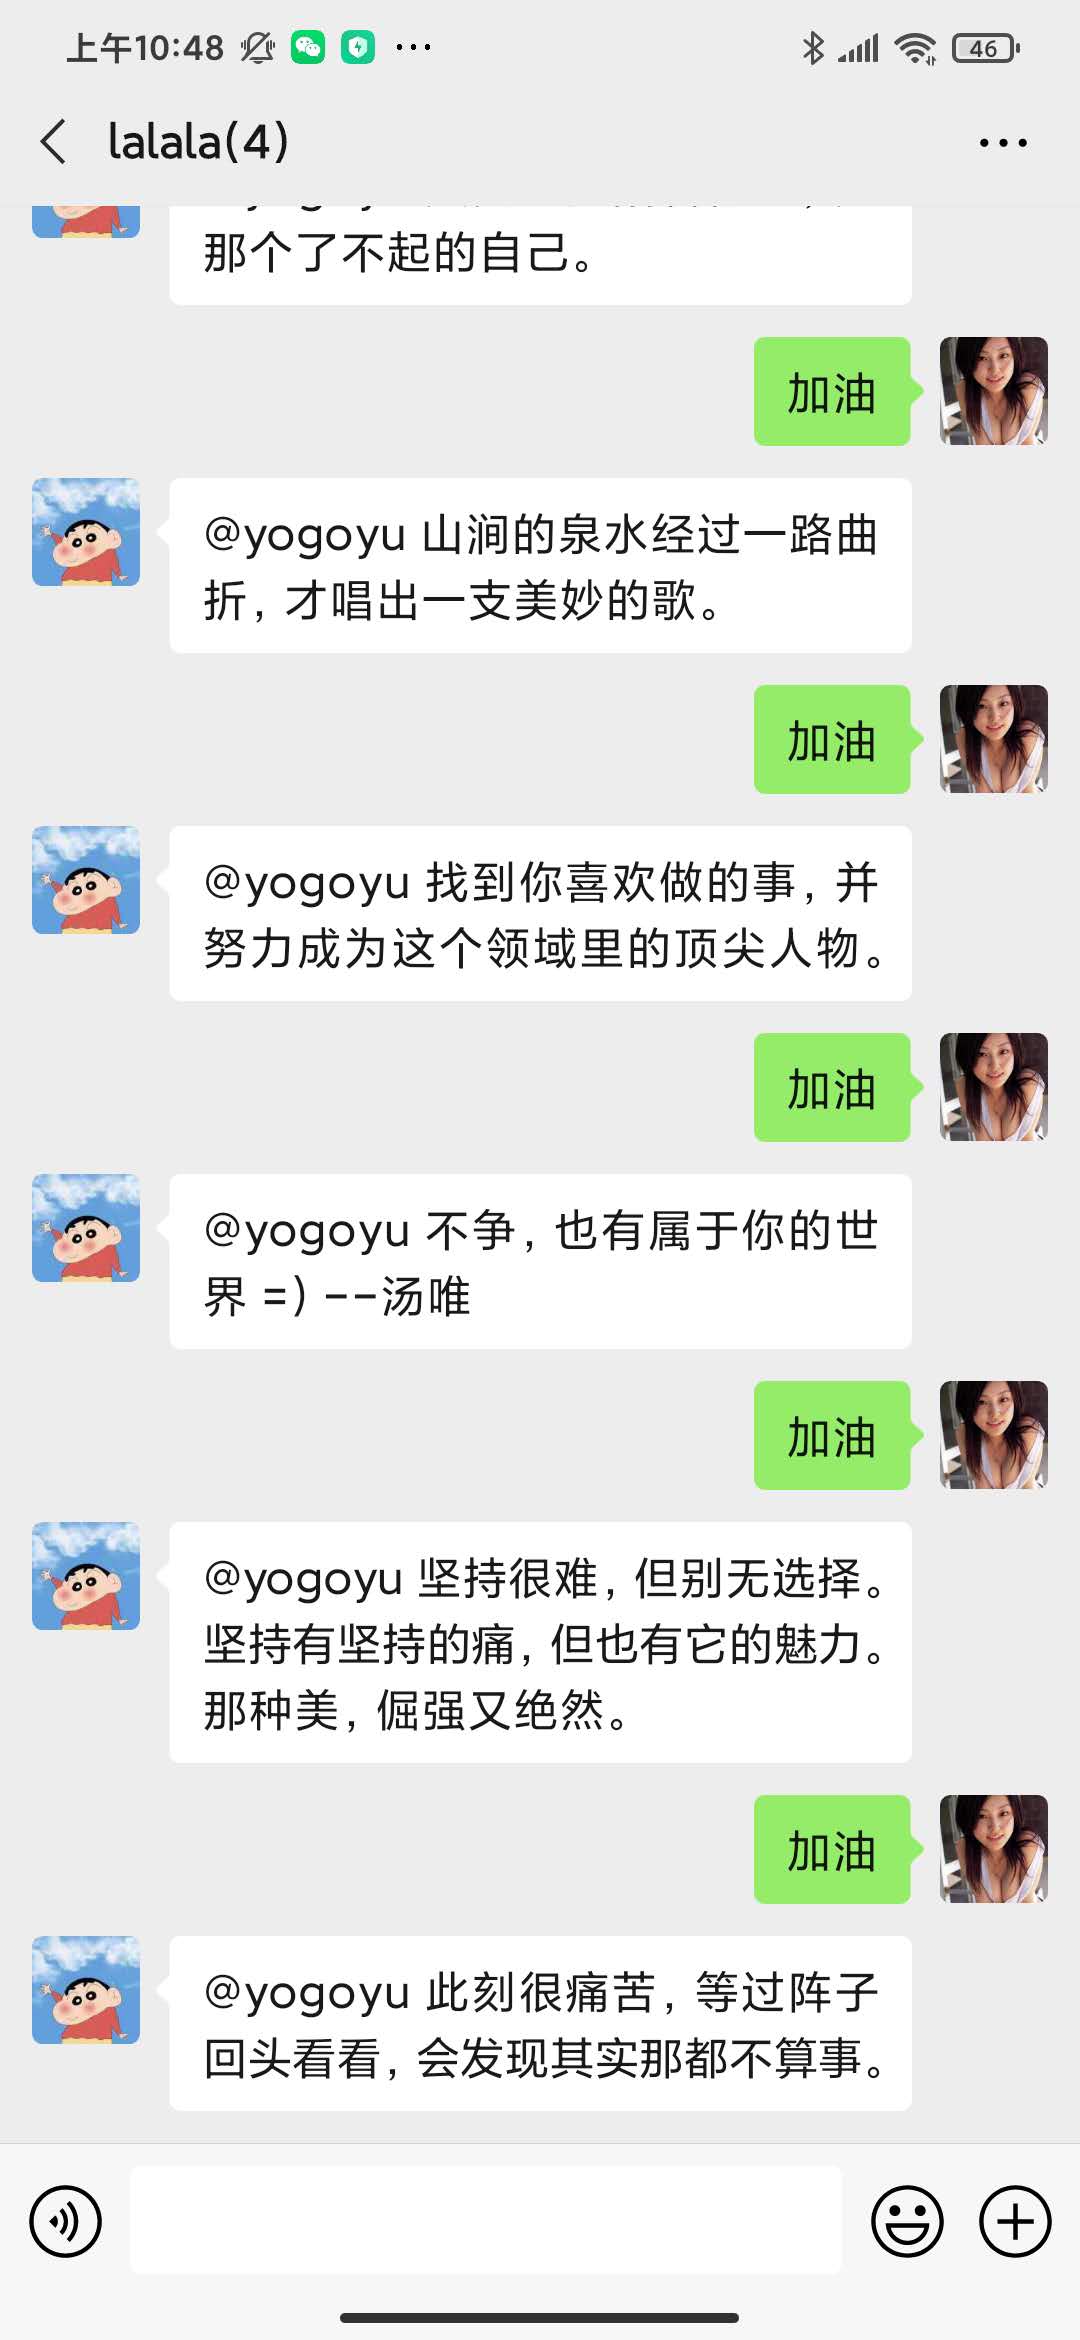 上午10:48
46
lalala(4)
那个了不起的自己。
加油
@yogoyu 山涧的泉水经过一路曲
折，才唱出一支美妙的歌。
加油
@yogoyu 找到你喜欢做的事，并
努力成为这个领域里的顶尖人物。
加油
@yogoyu 不争，也有属于你的世
界 =) --汤唯
加油
@yogoyu 坚持很难，但别无选择。
坚持有坚持的痛，但也有它的魅力。
那种美，倔强又绝然。
加油
@yogoyu 此刻很痛苦，等过阵子
回头看看，会发现其实那都不算事。